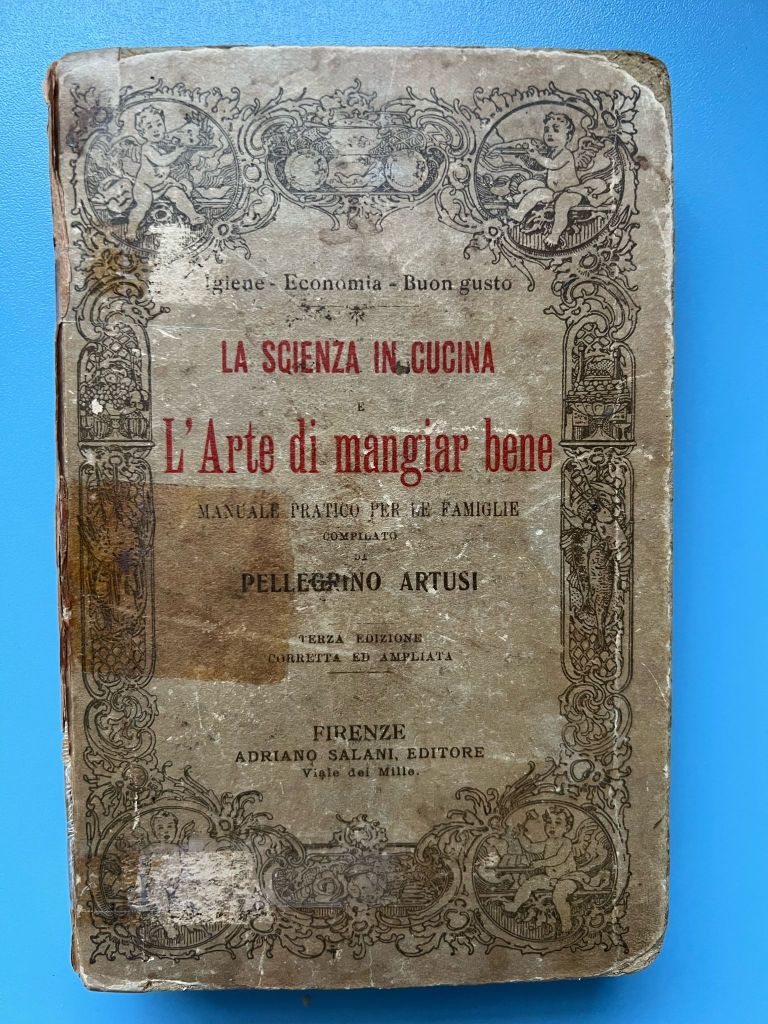 Igiene - Economia - Buon gusto
LA SCIENZA IN CUCINA
E
L'Arte di mangiar bene
MANUALE PRATICO PER LE FAMIGLIE
COMPILATO
DI
PELLEGRINO ARTUSI
TERZA EDIZIONE
CORRETTA ED AMPLIATA
FIRENZE
ADRIANO SALANI, EDITORE
Viale dei Mille.